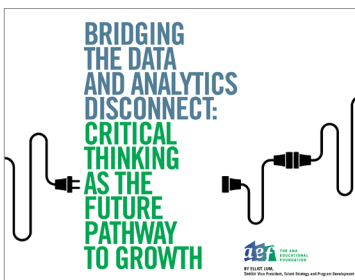 BRIDGING
THE DATA
AND ANALYTICS
DISCONNECT:
CRITICAL
THINKING
AS THE
FUTURE
PATHWAY
TO GROWTH
aef
THE ANA
EDUCATIONAL
FOUNDATION
BY ELLIOT LUM,
Senior Vice President, Talent Strategy and Program Development